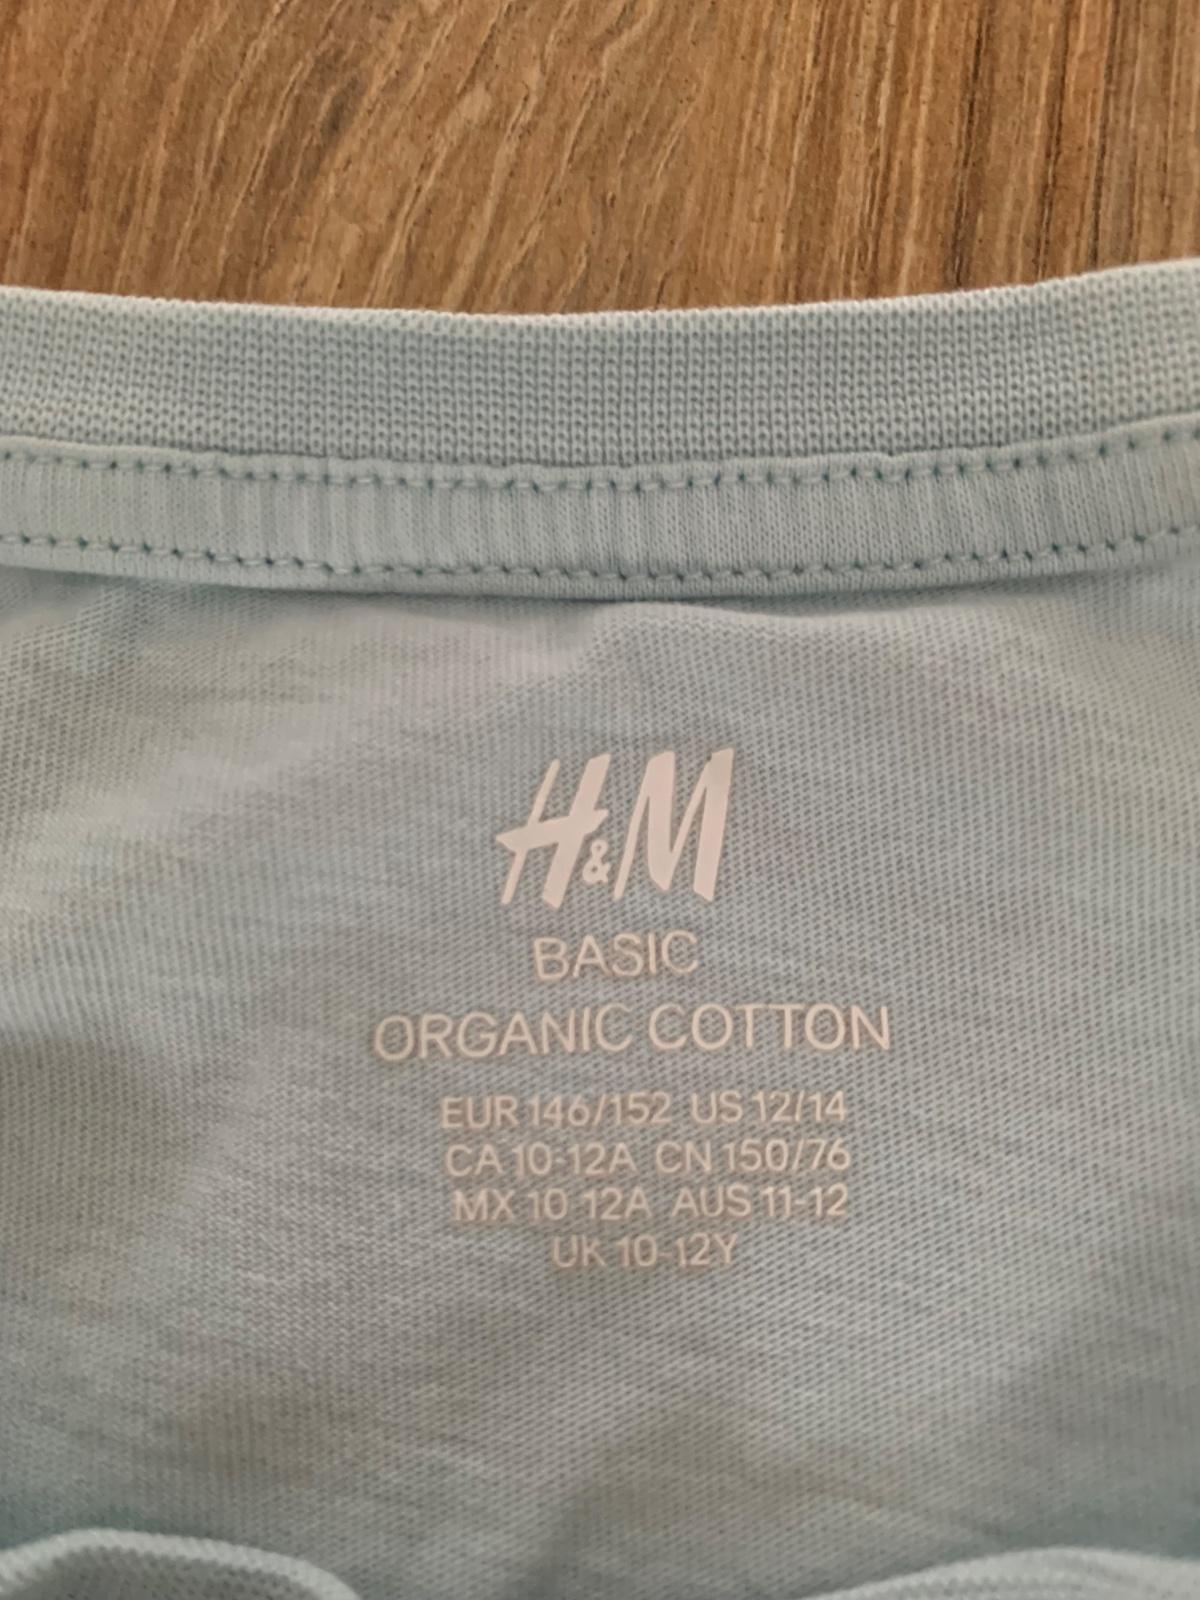 H&M
BASIC
ORGANIC COTTON
EUR 146/152 US 12/14
CA 10-12A CN 150/76
MX 10 12A AUS 11-12
UK 10-12Y